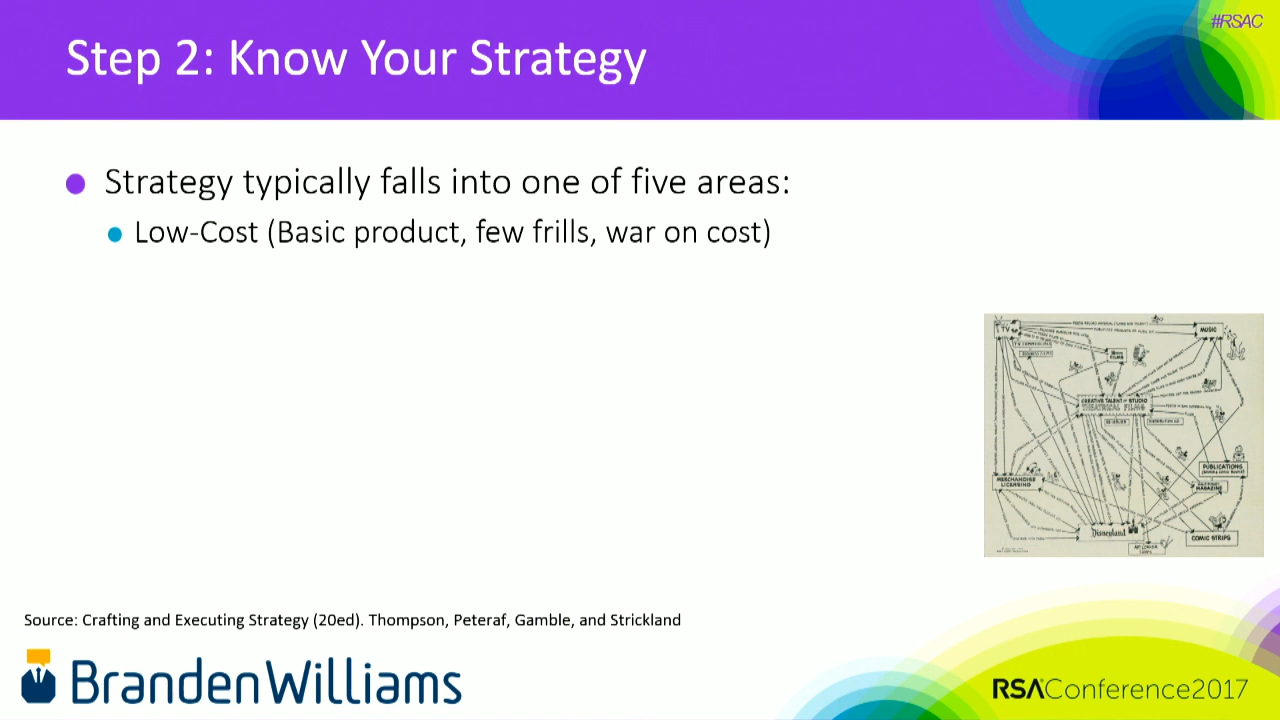 #RSAC
Step 2: Know Your Strategy
Strategy typically falls into one of five areas:
Low-Cost (Basic product, few frills, war on cost)
TV
MUSIC
CREATIVE TALENT OF STUDIO
THEATRICAL FILMS
PUBLICATIONS
MERCHANDISE
LICENSING
MAGAZINE
Disneyland
COMIC STRIPS
Source: Crafting and Executing Strategy (20ed). Thompson, Peteraf, Gamble, and Strickland
BrandenWilliams
RSAConference2017